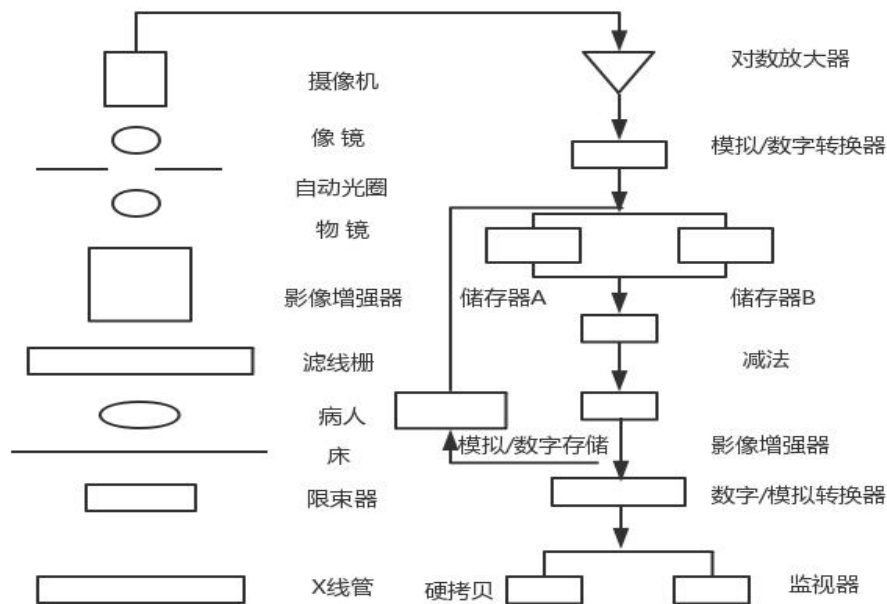 摄像机
像 镜
自动光圈
物 镜
影像增强器
滤线栅
病人
床
限束器
X线管
对数放大器
模拟/数字转换器
储存器A
储存器B
减法
模拟/数字存储
影像增强器
数字/模拟转换器
硬拷贝
监视器